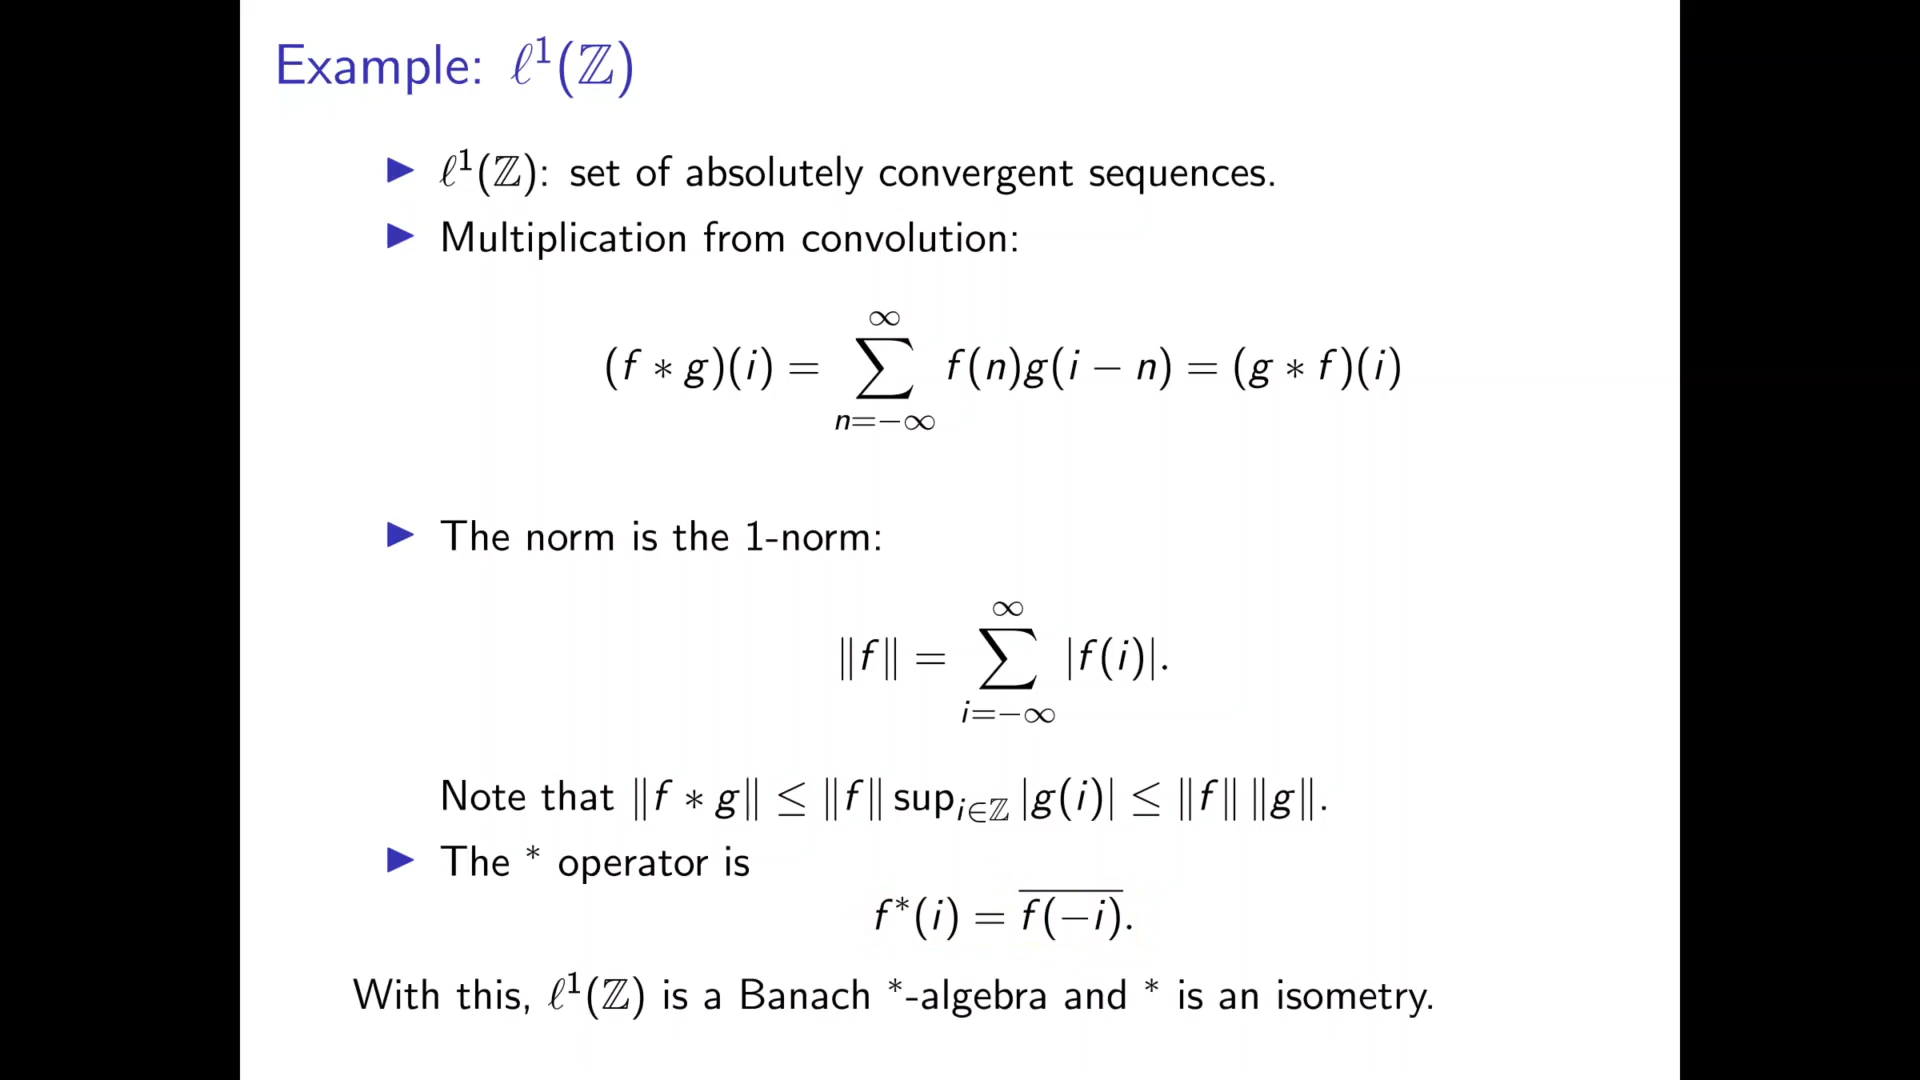 Example: ℓ¹(ℤ)
▶ ℓ¹(ℤ): set of absolutely convergent sequences.
▶ Multiplication from convolution:
(f ∗ g)(i) = ∑_{n=−∞}^{∞} f(n)g(i − n) = (g ∗ f)(i)
▶ The norm is the 1-norm:
‖f‖ = ∑_{i=−∞}^{∞} |f(i)|.
Note that ‖f ∗ g‖ ≤ ‖f‖ sup_{i∈ℤ} |g(i)| ≤ ‖f‖ ‖g‖.
▶ The * operator is
f*(i) = \overline{f(−i)}.
With this, ℓ¹(ℤ) is a Banach *-algebra and * is an isometry.